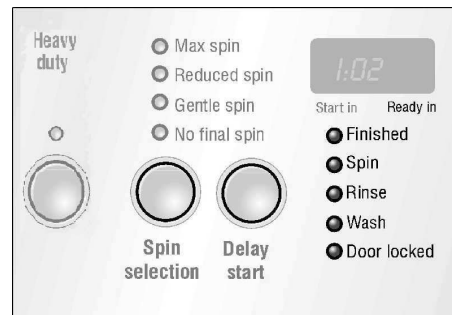 Heavy
duty
Max spin
Reduced spin
Gentle spin
No final spin
Spin
selection
Delay
start
1:02
Start in Ready in
Finished
Spin
Rinse
Wash
Door locked